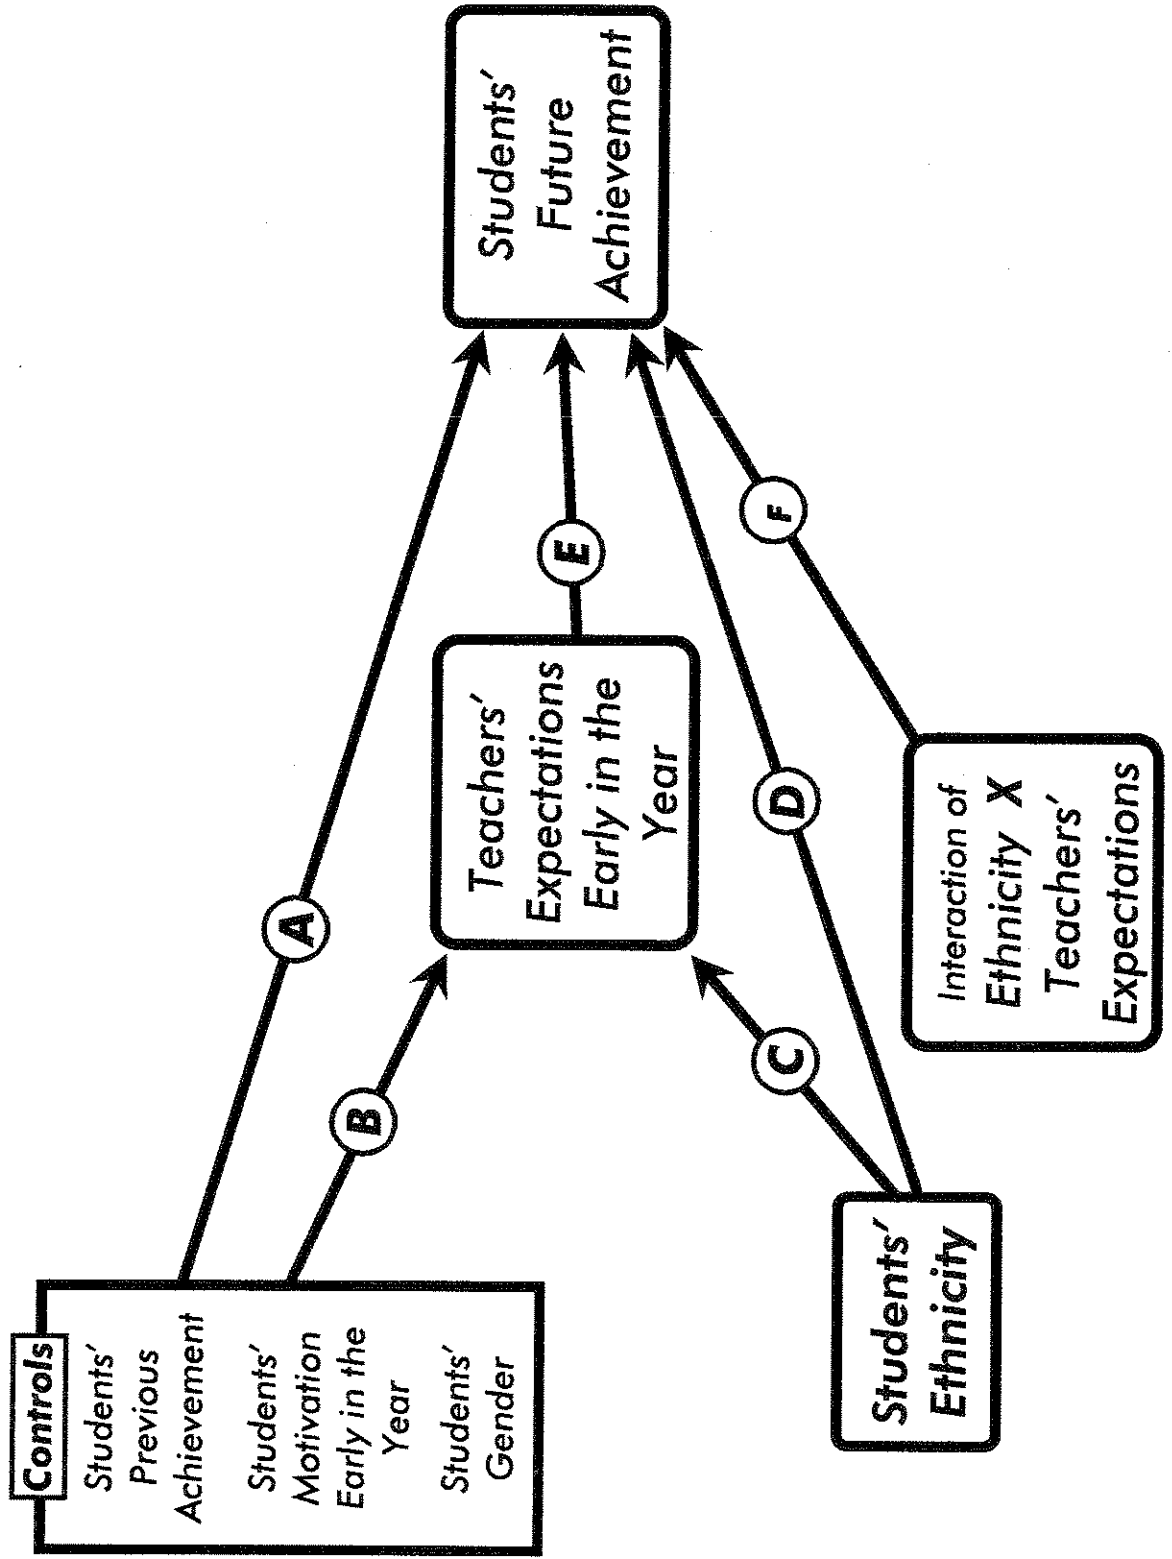 Controls
Students'
Previous
Achievement
Students'
Motivation
Early in the
Year
Students'
Gender
A
B
Teachers'
Expectations
Early in the
Year
E
Students'
Future
Achievement
Students'
Ethnicity
C
D
Interaction of
Ethnicity X
Teachers'
Expectations
F